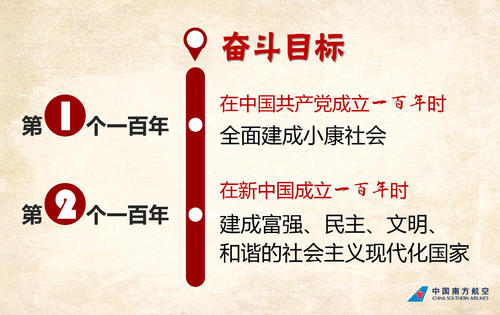 奋斗目标
第1个一百年
在中国共产党成立一百年时
全面建成小康社会
第2个一百年
在新中国成立一百年时
建成富强、民主、文明、
和谐的社会主义现代化国家
中国南方航空
CHINA SOUTHERN AIRLINES